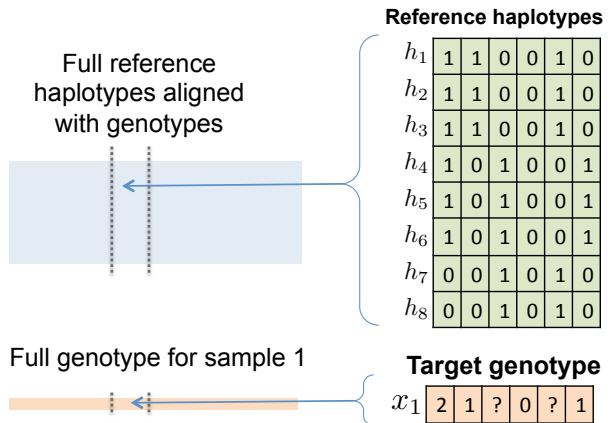 Reference haplotypes
Full reference
haplotypes aligned
with genotypes
h1 1 1 0 0 1 0
h2 1 1 0 0 1 0
h3 1 1 0 0 1 0
h4 1 0 1 0 0 1
h5 1 0 1 0 0 1
h6 1 0 1 0 0 1
h7 0 0 1 0 1 0
h8 0 0 1 0 1 0
Full genotype for sample 1
Target genotype
x1 2 1 ? 0 ? 1